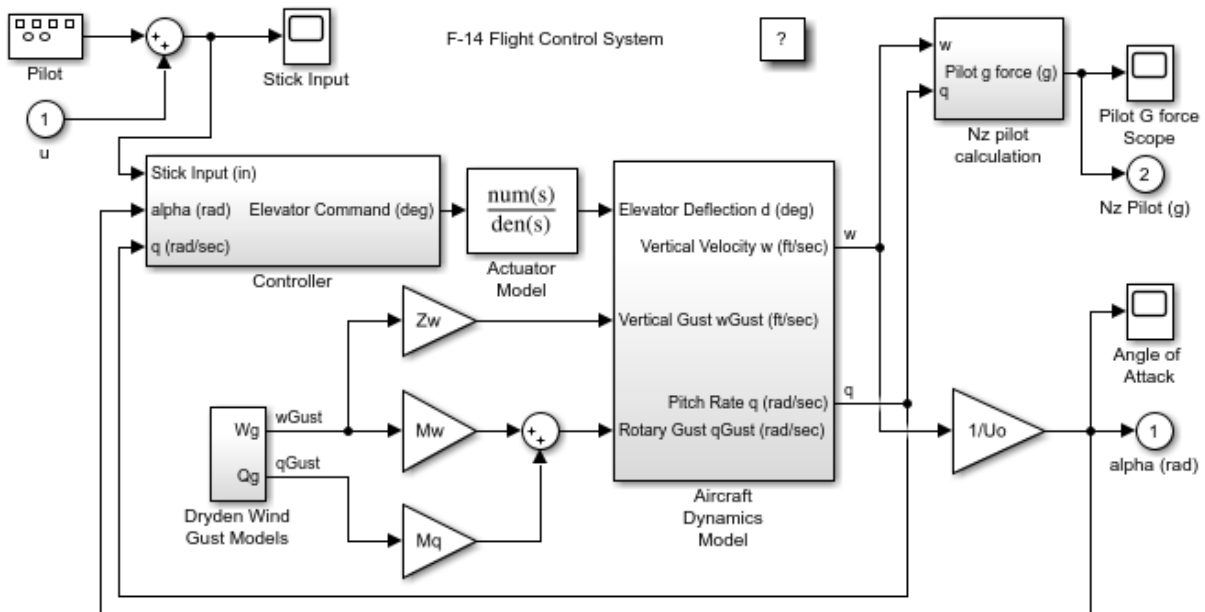 F-14 Flight Control System
?
Pilot
+
+
Stick Input
1
u
w
Pilot g force (g)
q
Nz pilot
calculation
Pilot G force
Scope
2
Nz Pilot (g)
Stick Input (in)
alpha (rad)
Elevator Command (deg)
q (rad/sec)
Controller
num(s)
den(s)
Actuator
Model
Elevator Deflection d (deg)
Vertical Velocity w (ft/sec)
w
Vertical Gust wGust (ft/sec)
Pitch Rate q (rad/sec)
q
Rotary Gust qGust (rad/sec)
Aircraft
Dynamics
Model
Zw
Mw
Mq
+
+
Wg
wGust
Qg
qGust
Dryden Wind
Gust Models
1/Uo
Angle of
Attack
1
alpha (rad)